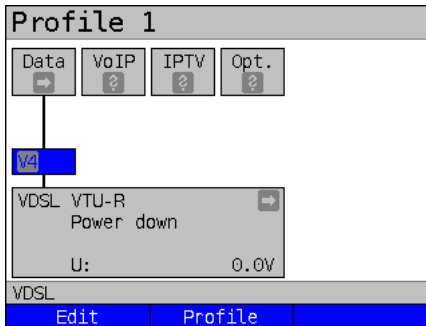 Profile 1
Data VoIP IPTV Opt.
? ? ?
V4
VDSL VTU-R
Power down
U: 0.0V
VDSL
Edit Profile